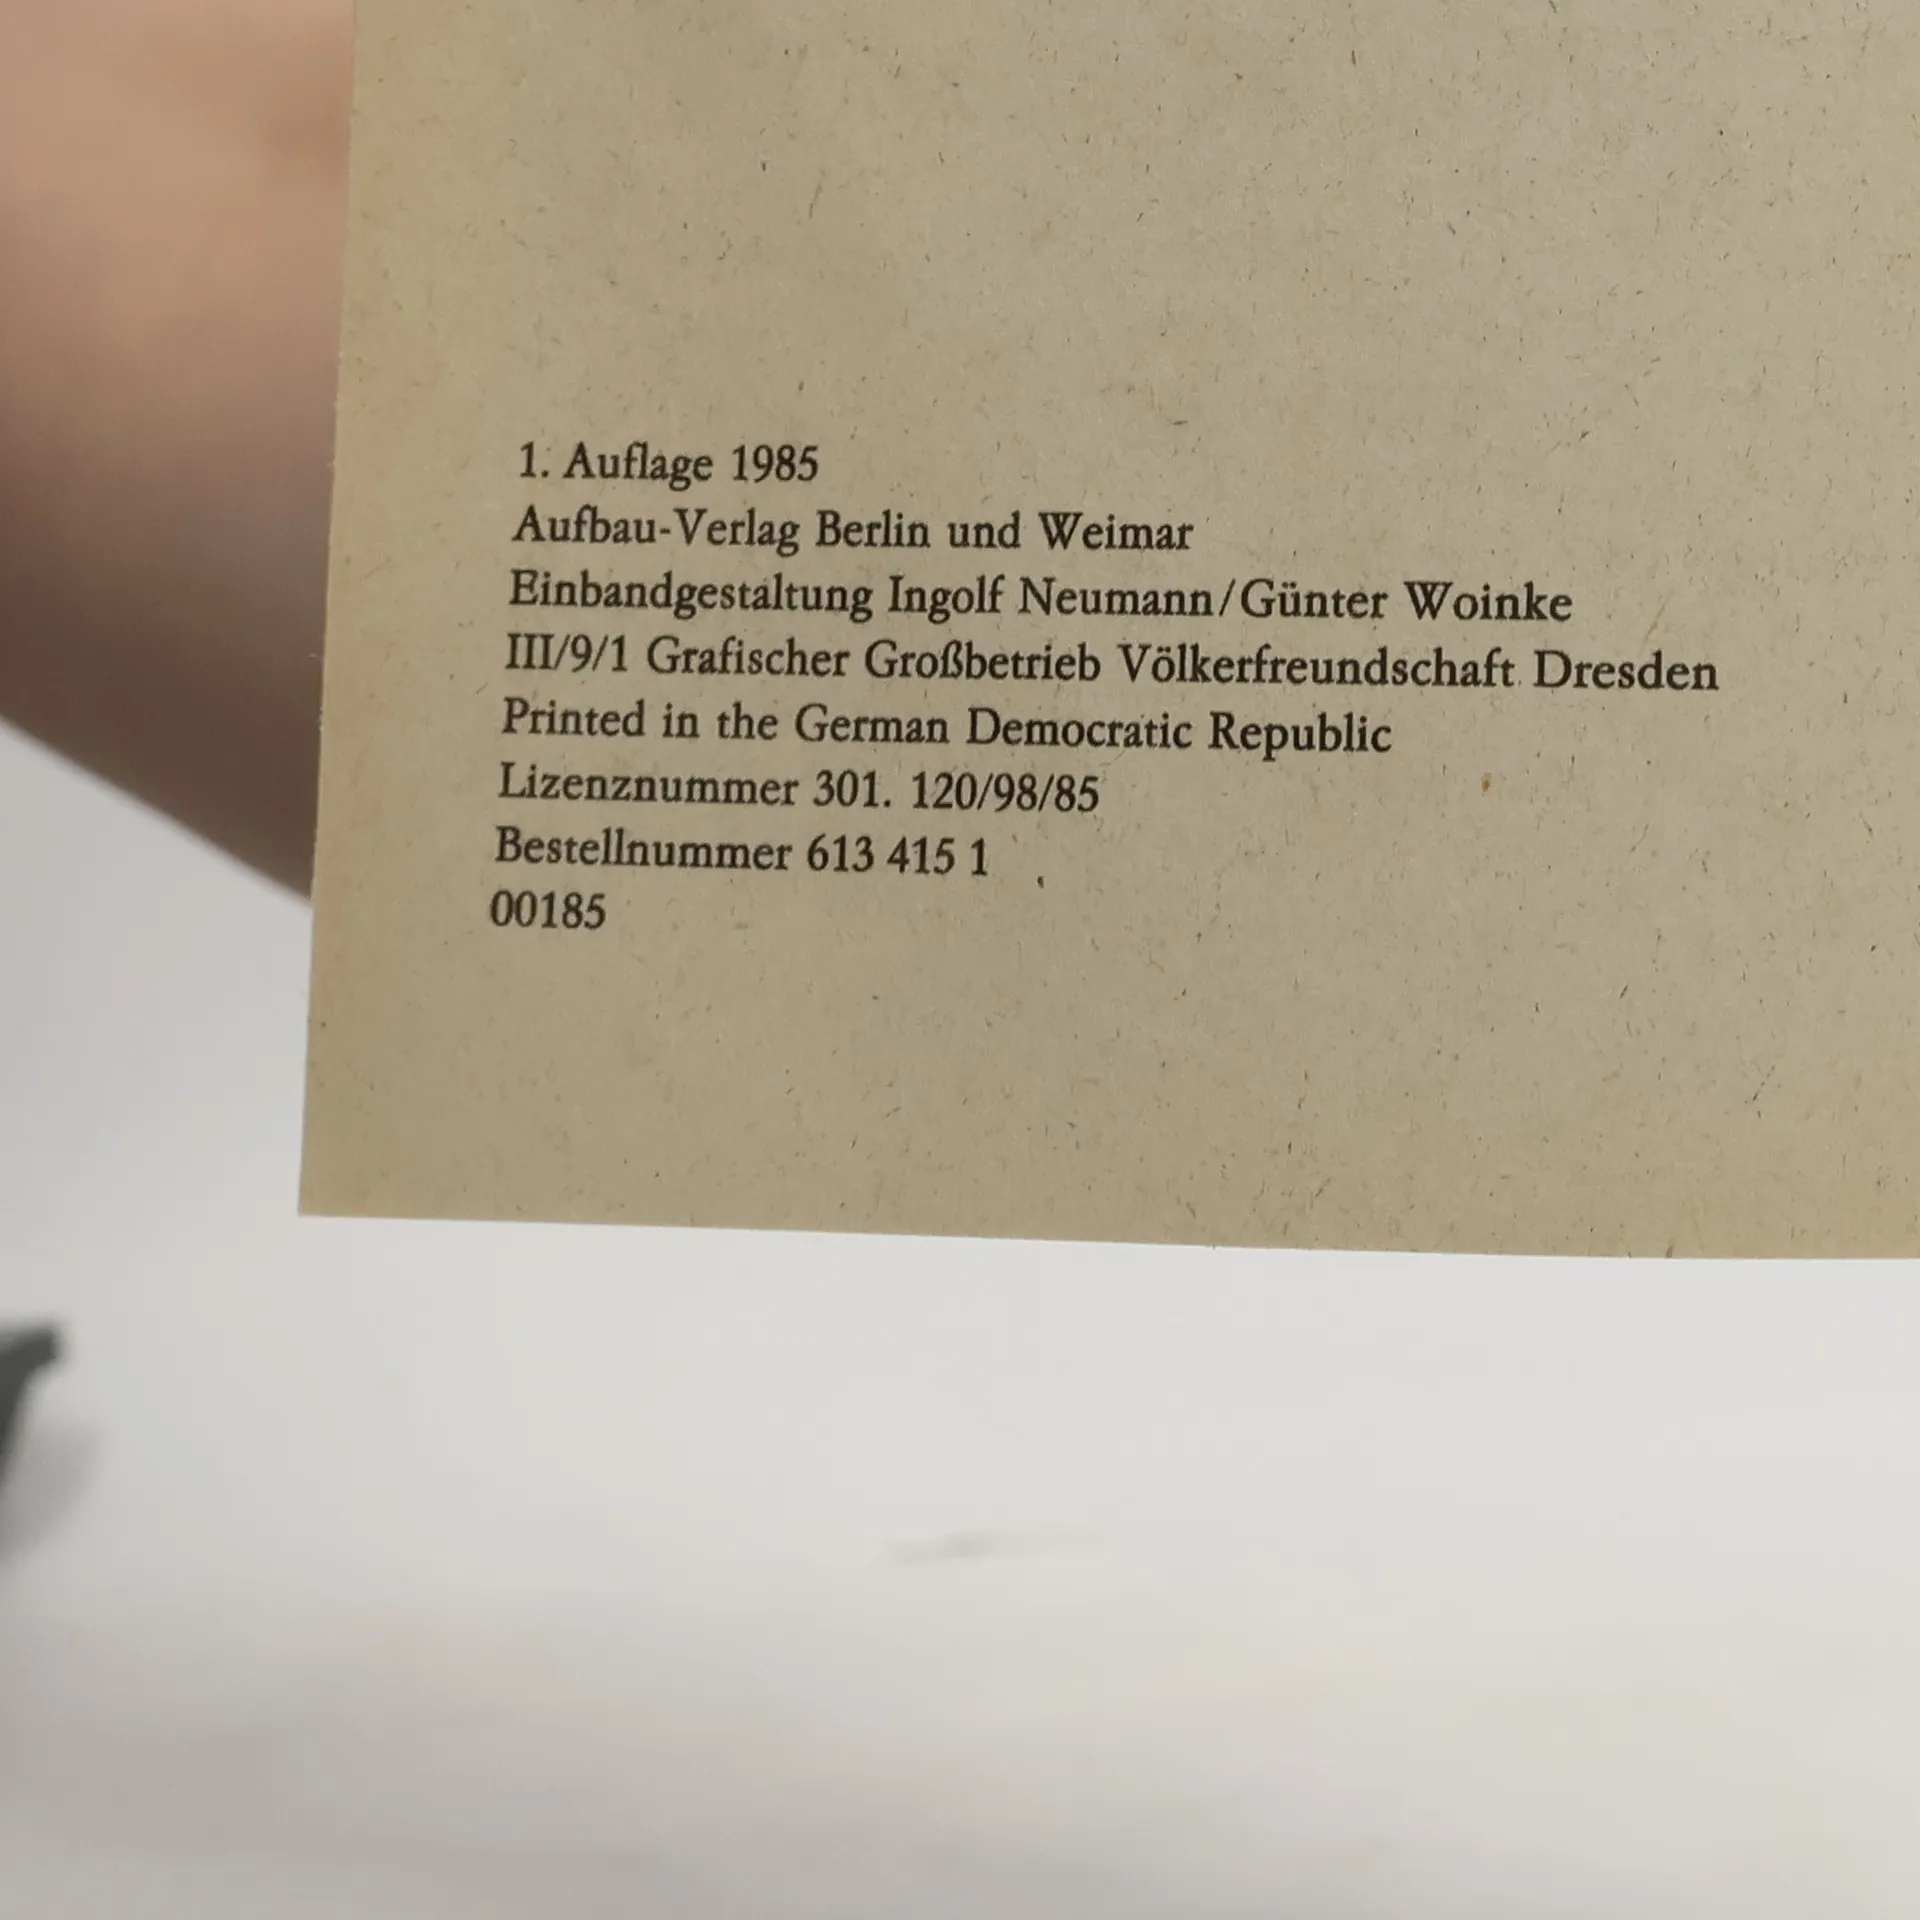 1. Auflage 1985
Aufbau-Verlag Berlin und Weimar
Einbandgestaltung Ingolf Neumann/Günter Woinke
III/9/1 Grafischer Großbetrieb Völkerfreundschaft Dresden
Printed in the German Democratic Republic
Lizenznummer 301. 120/98/85
Bestellnummer 613 415 1
00185